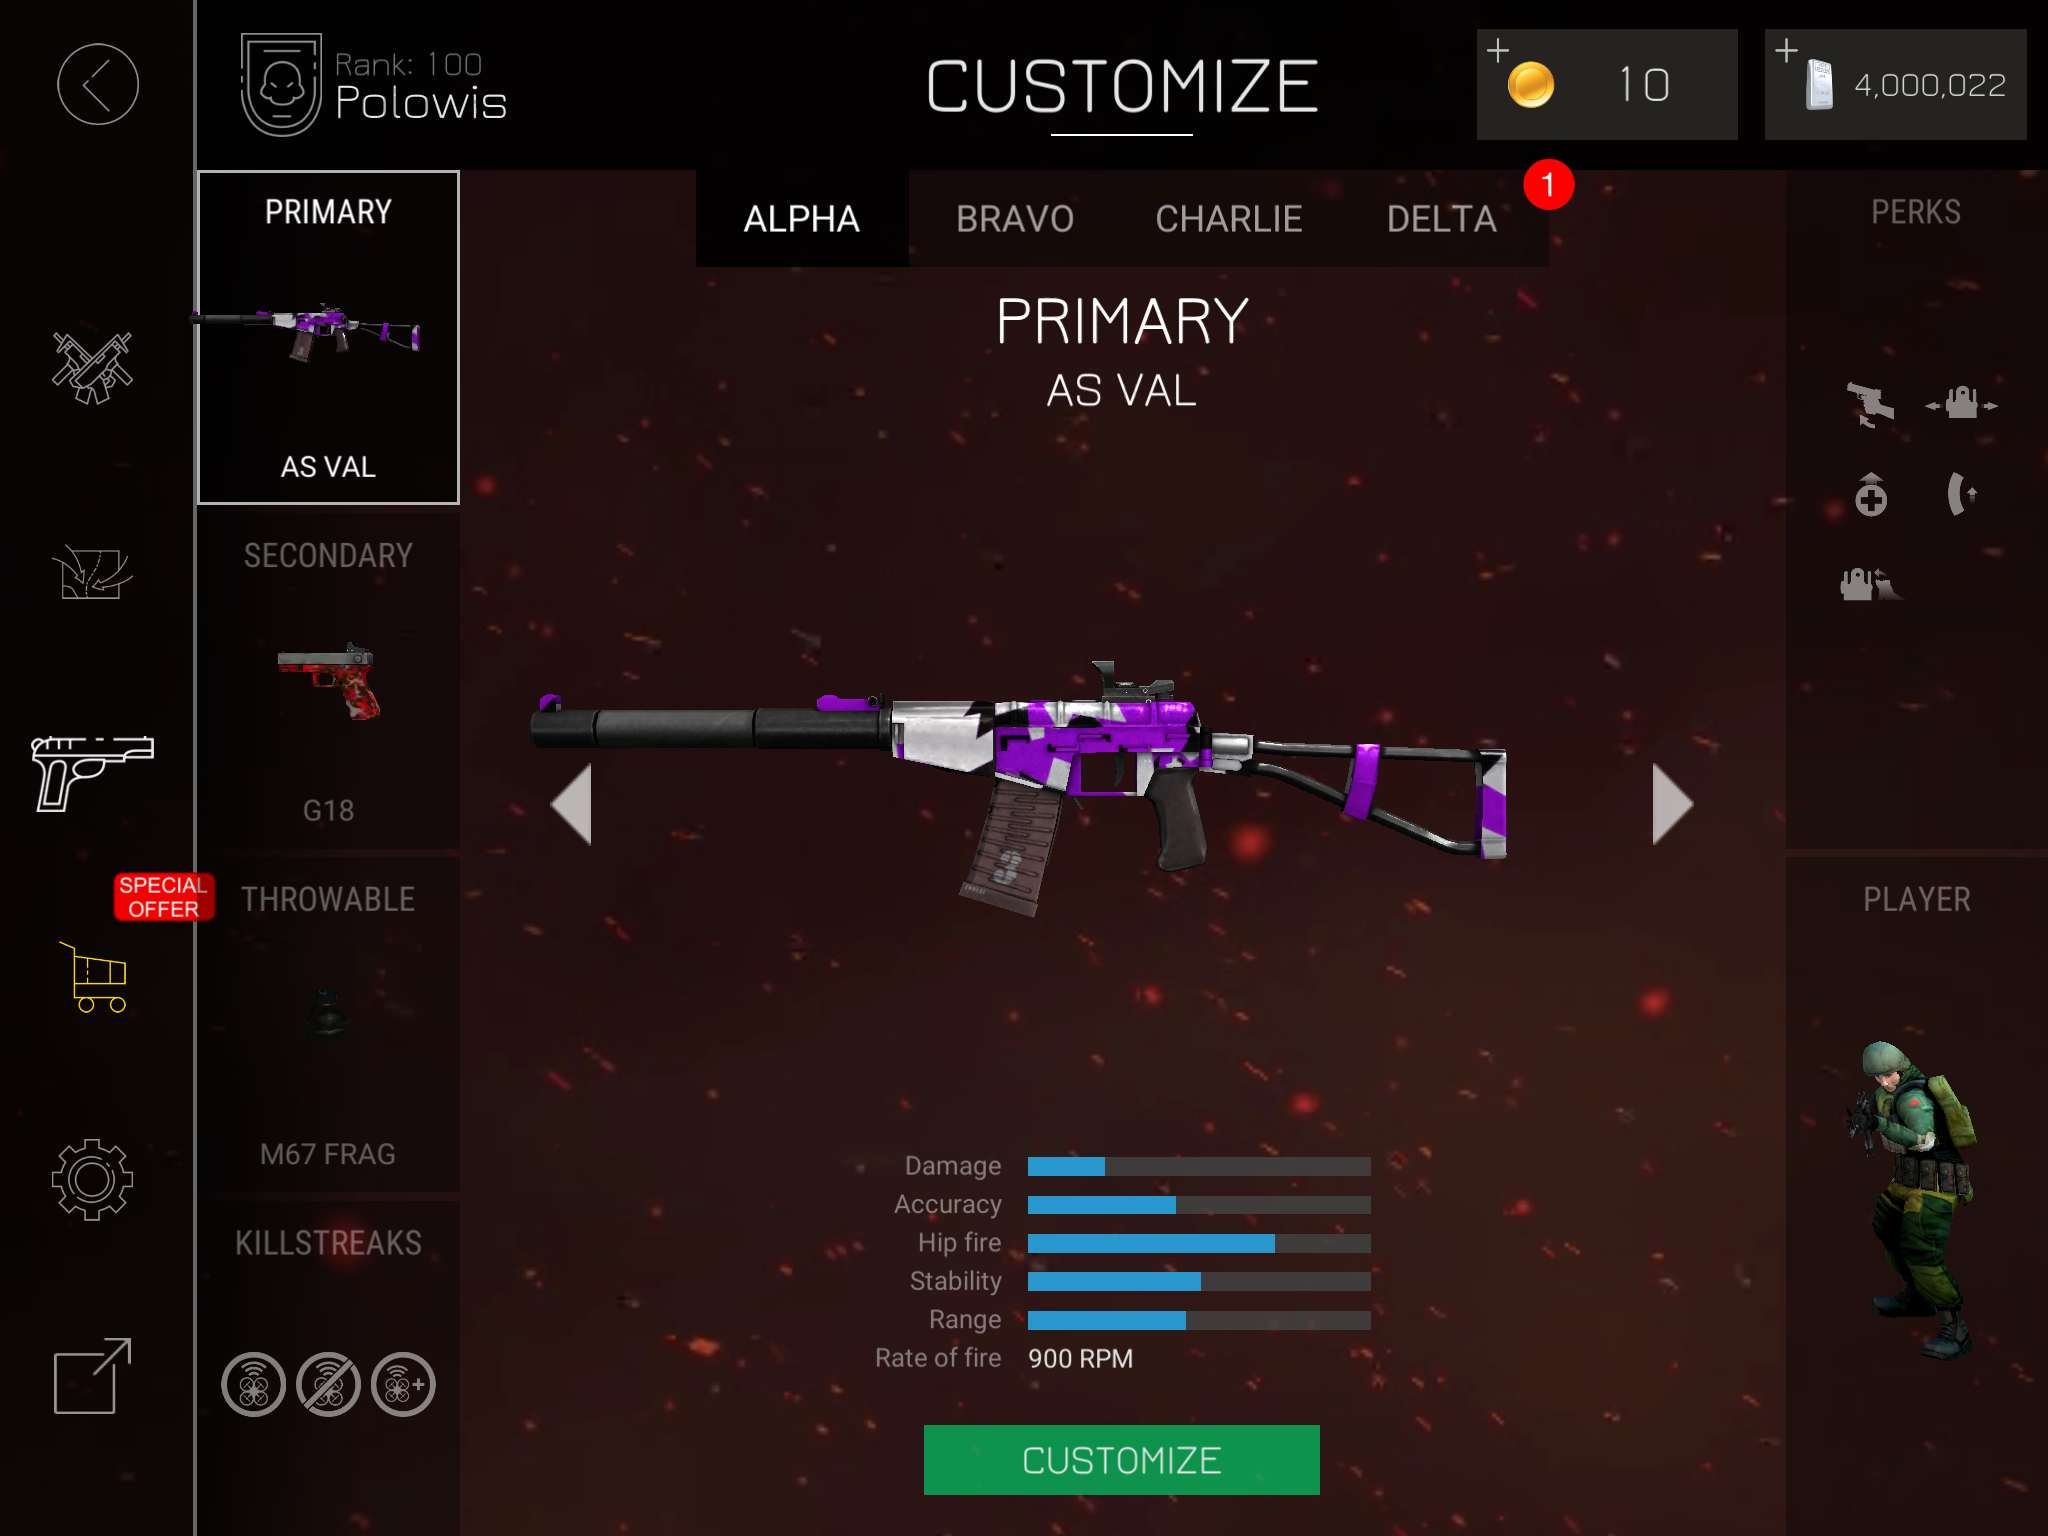 Rank: 100
Polowis
CUSTOMIZE
10
4,000,022
PRIMARY
AS VAL
SECONDARY
G18
SPECIAL
OFFER
THROWABLE
M67 FRAG
KILLSTREAKS
ALPHA
BRAVO
CHARLIE
DELTA
1
PRIMARY
AS VAL
Damage
Accuracy
Hip fire
Stability
Range
Rate of fire 900 RPM
CUSTOMIZE
PERKS
PLAYER